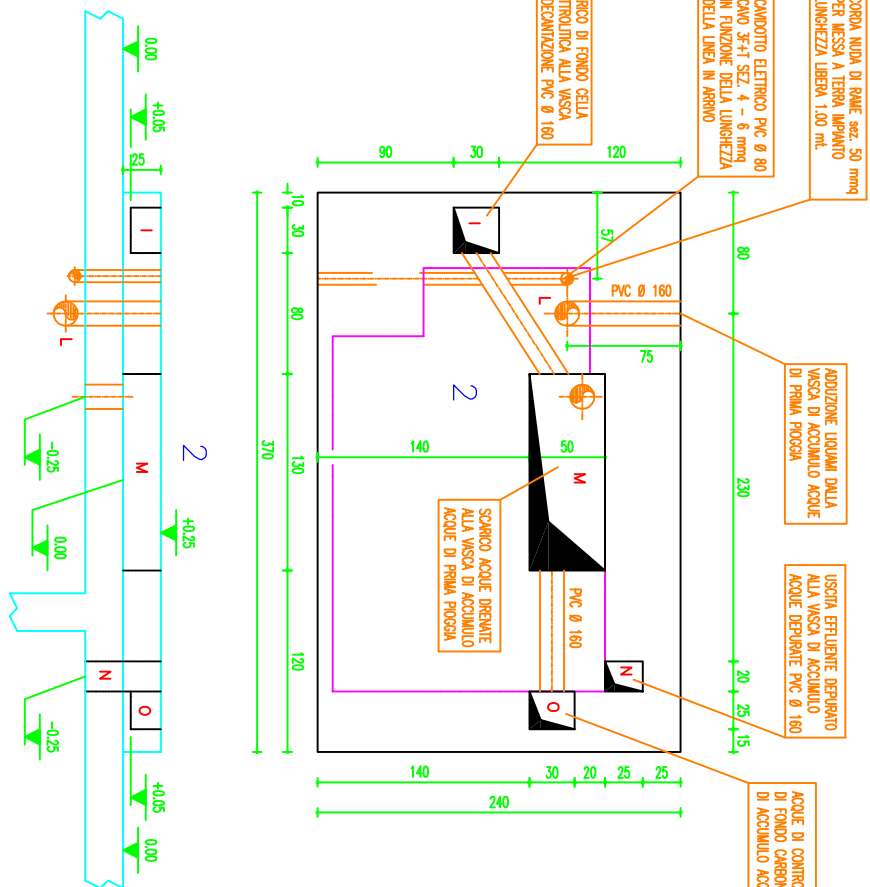 CORDA NUDA DI RAME sez. 50 mmq
PER MESSA A TERRA IMPIANTO
LUNGHEZZA LIBERA 1.00 mt.
CAVIDOTTO ELETTRICO PVC Ø 80
CAVO 3F+T SEZ. 4 - 6 mmq
IN FUNZIONE DELLA LUNGHEZZA
DELLA LINEA IN ARRIVO
RICO DI FONDO CELLA
TTROLITICA ALLA VASCA
DECANTAZIONE PVC Ø 160
ADDUZIONE LIQUAMI DALLA
VASCA DI ACCUMULO ACQUE
DI PRIMA PIOGGIA
USCITA EFFLUENTE DEPURATO
ALLA VASCA DI ACCUMULO
ACQUE DEPURATE PVC Ø 160
ACQUE DI CONTRO
DI FONDO CARBON
DI ACCUMULO ACQ
SCARICO ACQUE DRENATE
ALLA VASCA DI ACCUMULO
ACQUE DI PRIMA PIOGGIA
PVC Ø 160
PVC Ø 160
80
230
20
25
15
90
30
120
57
75
10
30
80
130
120
370
140
50
140
30
20
25
25
240
I
L
M
N
O
2
2
0.00
+0.05
25
I
L
M
N
O
-0.25
0.00
+0.25
-0.25
+0.05
0.00